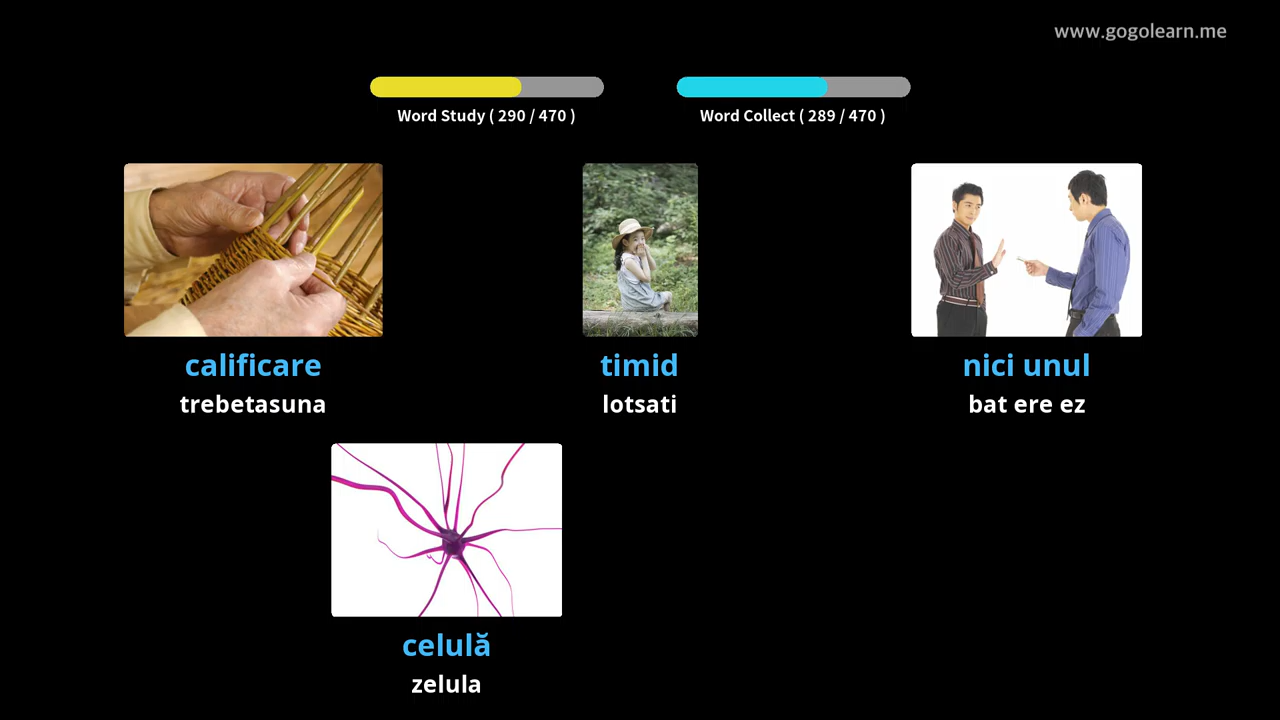 www.gogolearn.me
Word Study ( 290 / 470 )
Word Collect ( 289 / 470 )
calificare
trebetasuna
timid
lotsati
nici unul
bat ere ez
celulă
zelula